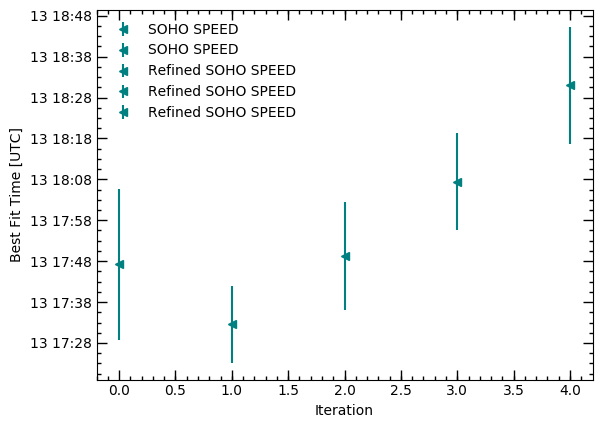 13 18:48
13 18:38
13 18:28
13 18:18
13 18:08
13 17:58
13 17:48
13 17:38
13 17:28
Best Fit Time [UTC]
SOHO SPEED
SOHO SPEED
Refined SOHO SPEED
Refined SOHO SPEED
Refined SOHO SPEED
0.0 0.5 1.0 1.5 2.0 2.5 3.0 3.5 4.0
Iteration